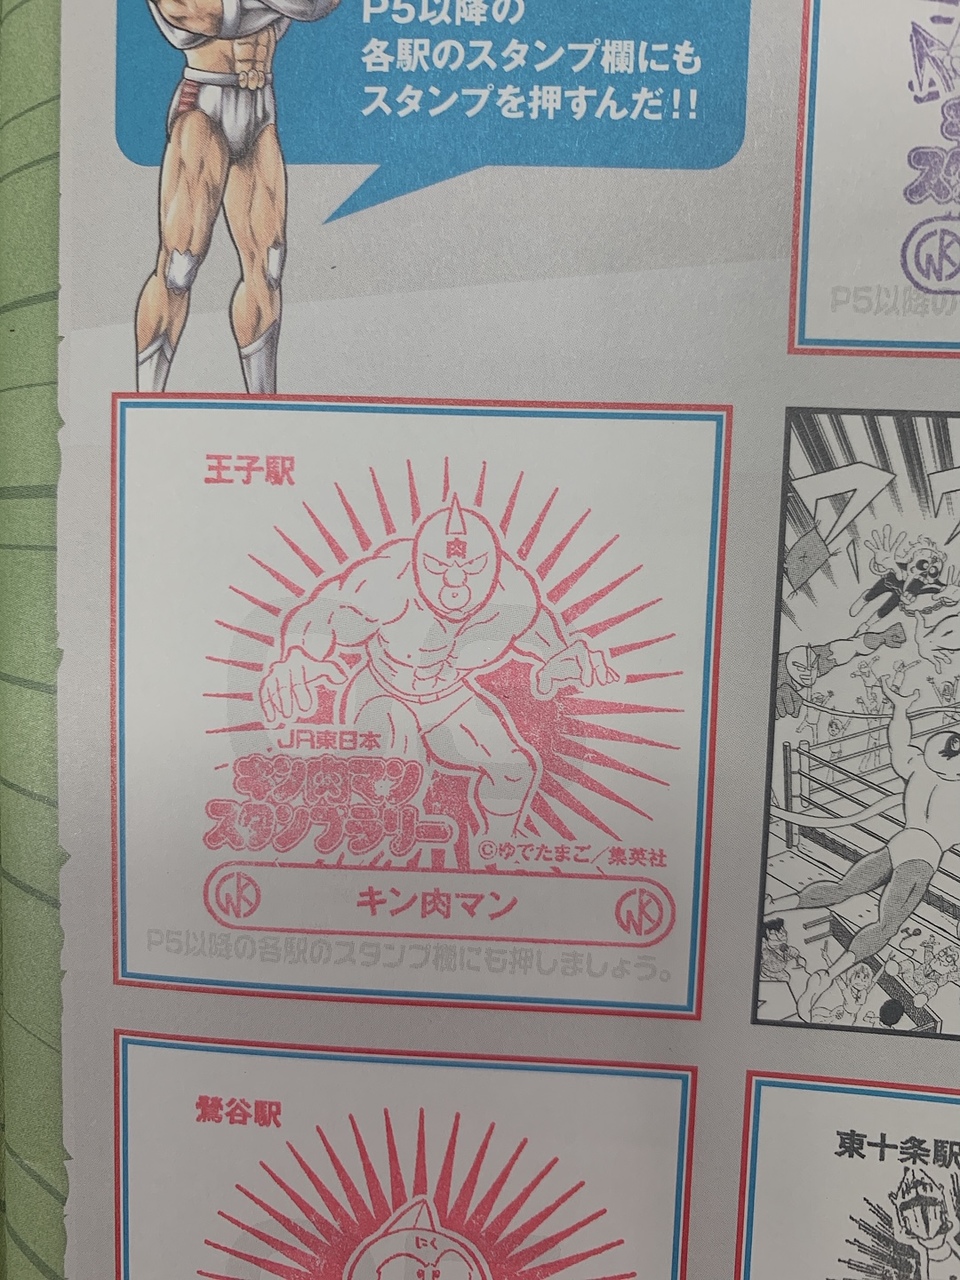 P5以降の
各駅のスタンプ欄にも
スタンプを押すんだ!!
P5以降の
王子駅
肉
JR東日本
キン肉マン
スタンプラリー
©ゆでたまご/集英社
キン肉マン
P5以降の各駅のスタンプ欄にも押しましょう。
鶯谷駅
にく
東十条駅